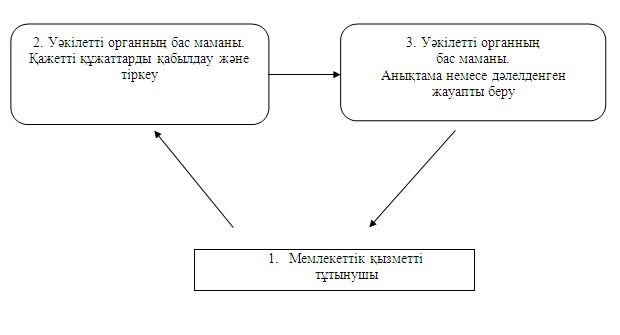 2. Уәкілетті органның бас маманы.
Қажетті құжаттарды қабылдау және
тіркеу
3. Уәкілетті органның
бас маманы.
Анықтама немесе дәлелденген
жауапты беру
1. Мемлекеттік қызметті
тұтынушы